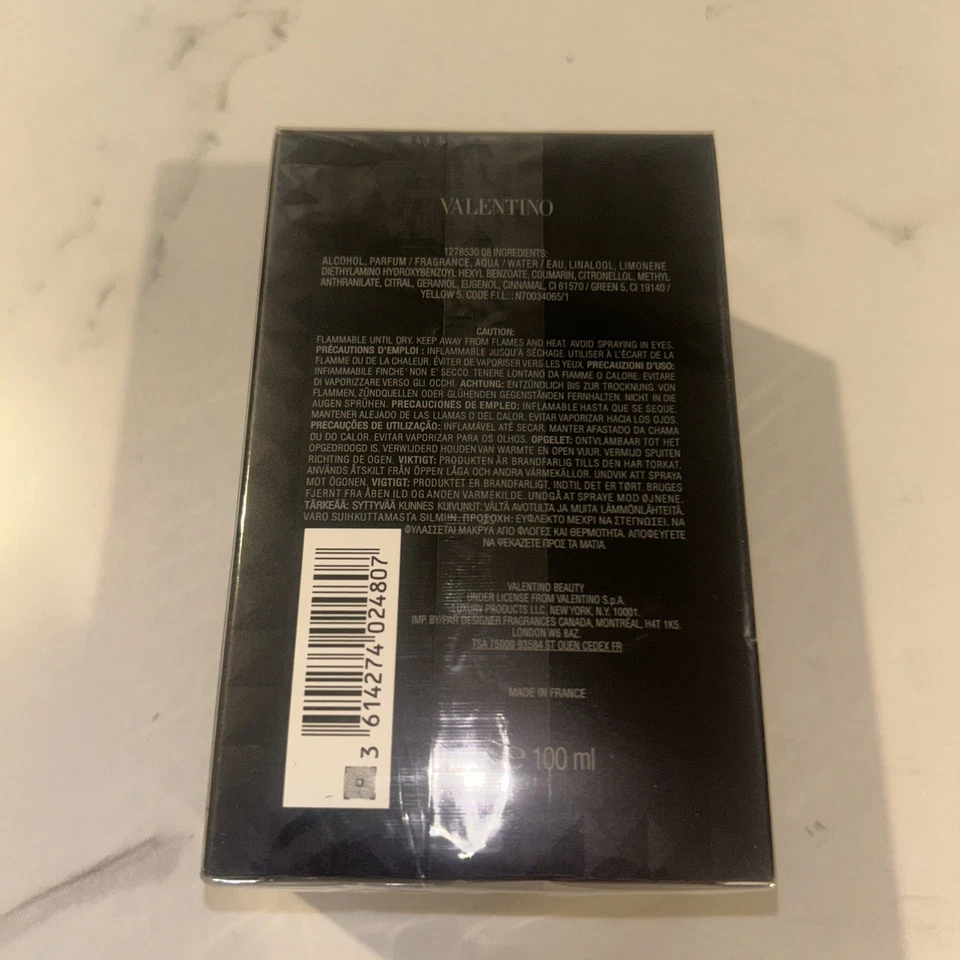 VALENTINO
1278530 08 INGREDIENTS:
ALCOHOL, PARFUM / FRAGRANCE, AQUA / WATER / EAU, LINALOOL, LIMONENE
DIETHYLAMINO HYDROXYBENZOYL HEXYL BENZOATE, COUMARIN, CITRONELLOL, METHYL
ANTHRANILATE, CITRAL, GERANIOL, EUGENOL, CINNAMAL, CI 61570 / GREEN 5, CI 19140 /
YELLOW 5. CODE F.I.L. : N70034065/1
CAUTION:
FLAMMABLE UNTIL DRY. KEEP AWAY FROM FLAMES AND HEAT. AVOID SPRAYING IN EYES.
PRÉCAUTIONS D'EMPLOI : INFLAMMABLE JUSQU'À SÉCHAGE. UTILISER À L'ÉCART DE LA
FLAMME OU DE LA CHALEUR. ÉVITER DE VAPORISER VERS LES YEUX. PRECAUZIONI D'USO:
INFIAMMABILE FINCHE' NON E' SECCO. TENERE LONTANO DA FIAMME O CALORE. EVITARE
DI VAPORIZZARE VERSO GLI OCCHI. ACHTUNG: ENTZÜNDLICH BIS ZUR TROCKNUNG. VON
FLAMMEN, ZÜNDQUELLEN ODER GLÜHENDEN GEGENSTÄNDEN FERNHALTEN. NICHT IN DIE
AUGEN SPRÜHEN. PRECAUCIONES DE EMPLEO: INFLAMABLE HASTA QUE SE SEQUE.
MANTENER ALEJADO DE LAS LLAMAS O DEL CALOR. EVITAR VAPORIZAR HACIA LOS OJOS.
PRECAUÇÕES DE UTILIZAÇÃO: INFLAMÁVEL ATÉ SECAR. MANTER AFASTADO DA CHAMA
OU DO CALOR. EVITAR VAPORIZAR PARA OS OLHOS. OPGELET: ONTVLAMBAAR TOT HET
OPGEDROOGD IS. VERWIJDERD HOUDEN VAN WARMTE EN OPEN VUUR. VERMIJD SPUITEN
RICHTING DE OGEN. VIKTIGT: PRODUKTEN ÄR BRANDFARLIG TILLS DEN HAR TORKAT.
ANVÄNDS ÅTSKILT FRÅN ÖPPEN LÅGA OCH ANDRA VÄRMEKÄLLOR. UNDVIK ATT SPRAYA
MOT ÖGONEN. VIGTIGT: PRODUKTET ER BRANDFARLIGT, INDTIL DET ER TØRT. BRUGES
FJERNT FRA ÅBEN ILD OG ANDEN VARMEKILDE. UNDGÅ AT SPRAYE MOD ØJNENE.
TÄRKEÄÄ: SYTTYVÄÄ KUNNES KUIVUNUT. VÄLTÄ AVOTULTA JA MUITA LÄMMÖNLÄHTEITÄ.
VARO SUIHKUTTAMASTA SILMIIN. ΠΡΟΣΟΧΗ: ΕΥΦΛΕΚΤΟ ΜΕΧΡΙ ΝΑ ΣΤΕΓΝΩΣΕΙ. ΝΑ
ΦΥΛΑΣΣΕΤΑΙ ΜΑΚΡΥΑ ΑΠΟ ΦΛΟΓΕΣ ΚΑΙ ΘΕΡΜΟΤΗΤΑ. ΑΠΟΦΕΥΓΕΤΕ
ΝΑ ΨΕΚΑΖΕΤΕ ΠΡΟΣ ΤΑ ΜΑΤΙΑ.
VALENTINO BEAUTY
UNDER LICENSE FROM VALENTINO S.p.A.
LUXURY PRODUCTS LLC, NEW YORK, N.Y. 10001.
IMP. BY/PAR DESIGNER FRAGRANCES CANADA, MONTRÉAL, H4T 1K5.
LONDON W6 8AZ.
TSA 75000 93584 ST OUEN CEDEX FR
MADE IN FRANCE
e 100 ml
3 614274 024807